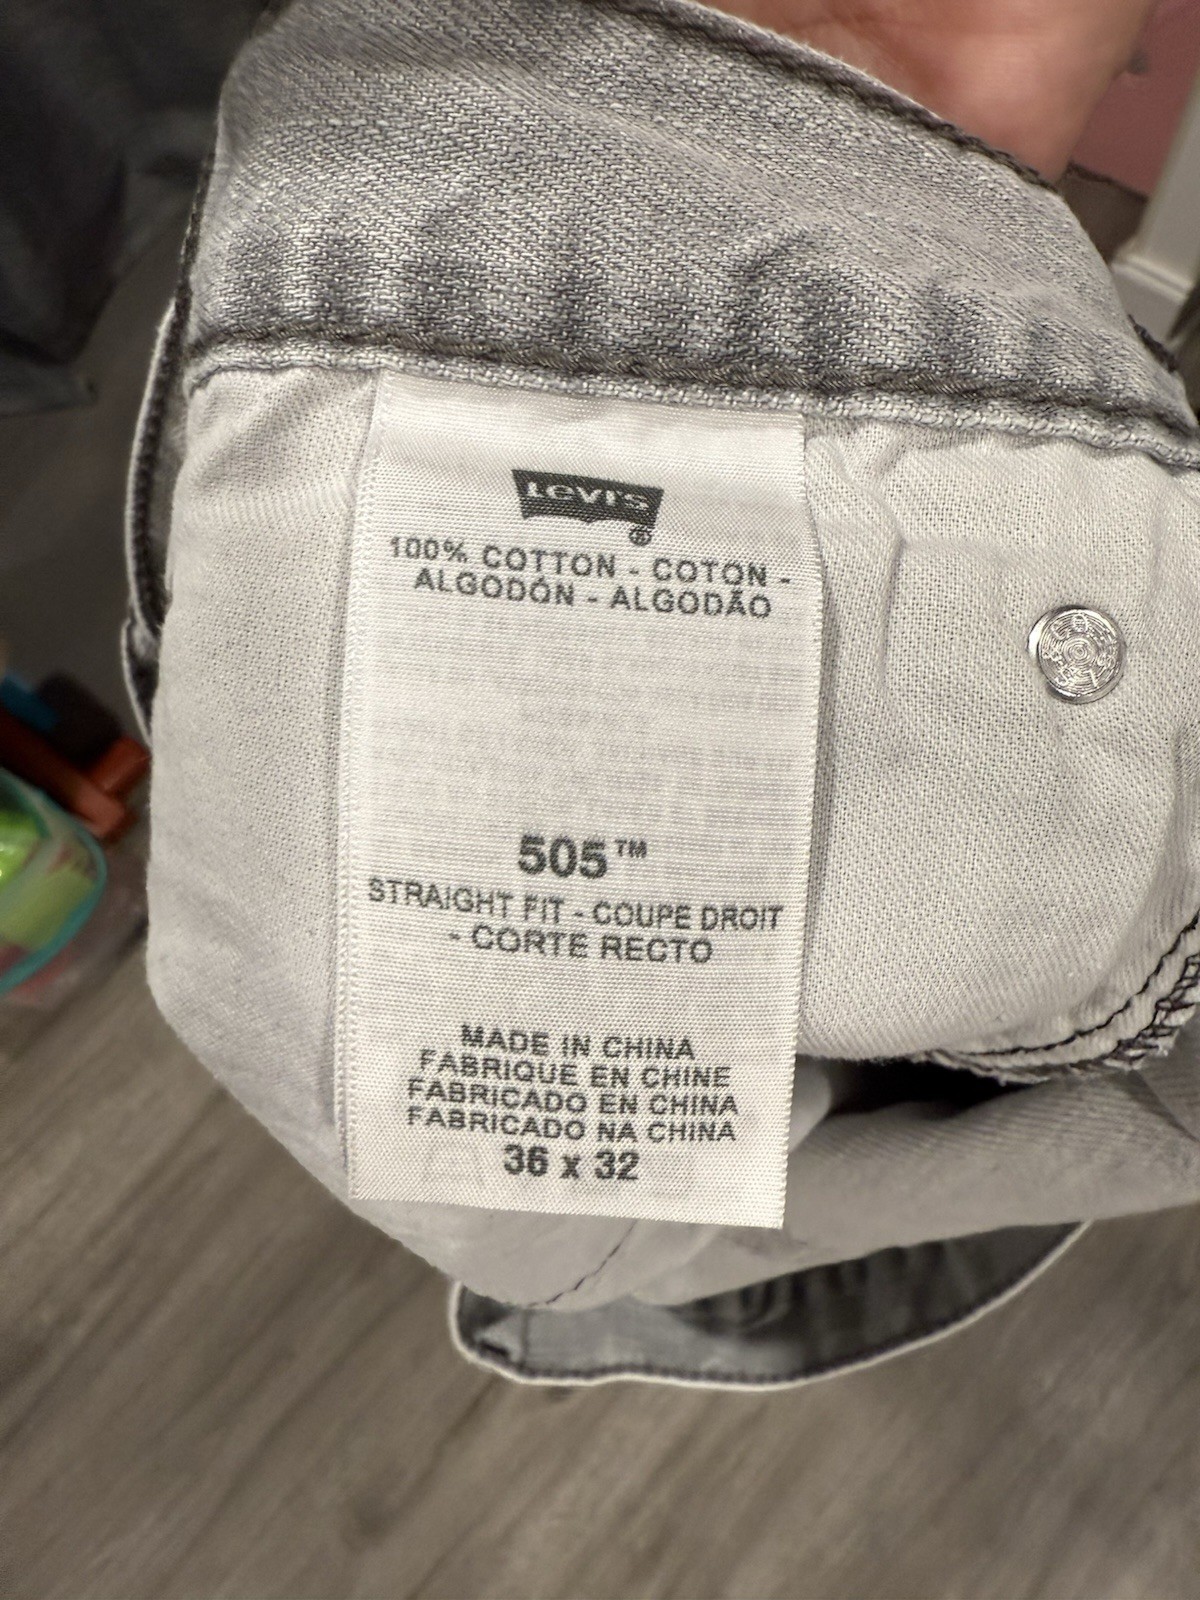 Levi's®
100% COTTON - COTON -
ALGODÓN - ALGODÃO
505™
STRAIGHT FIT - COUPE DROIT
- CORTE RECTO
MADE IN CHINA
FABRIQUE EN CHINE
FABRICADO EN CHINA
FABRICADO NA CHINA
36 x 32